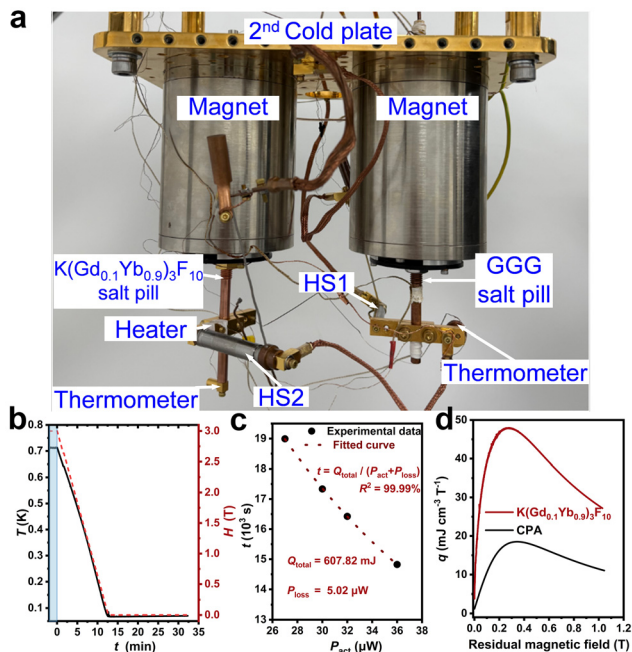 a
2nd Cold plate
Magnet
Magnet
K(Gd0.1Yb0.9)3F10
salt pill
HS1
GGG
salt pill
Heater
Thermometer
HS2
Thermometer
b
T(K)
0.8
0.7
0.6
0.5
0.4
0.3
0.2
0.1
3.0
2.5
2.0
1.5
1.0
0.5
0.0
H (T)
0 5 10 15 20 25 30 35
t (min)
c
Experimental data
Fitted curve
t = Qtotal / (Pact+Ploss)
R2 = 99.99%
Qtotal = 607.82 mJ
Ploss = 5.02 µW
t (10³ s)
19
18
17
16
15
13
26 28 30 32 34 36 38
Pact (µW)
d
q (mJ cm-3 T-1)
50
40
30
20
10
0
K(Gd0.1Yb0.9)3F10
CPA
0.0 0.2 0.4 0.6 0.8 1.0 1.2
Residual magnetic field (T)